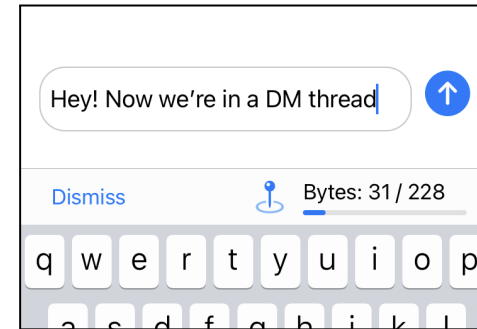 Hey! Now we’re in a DM thread
Dismiss
Bytes: 31 / 228
q w e r t y u i o p
a s d f g h j k l